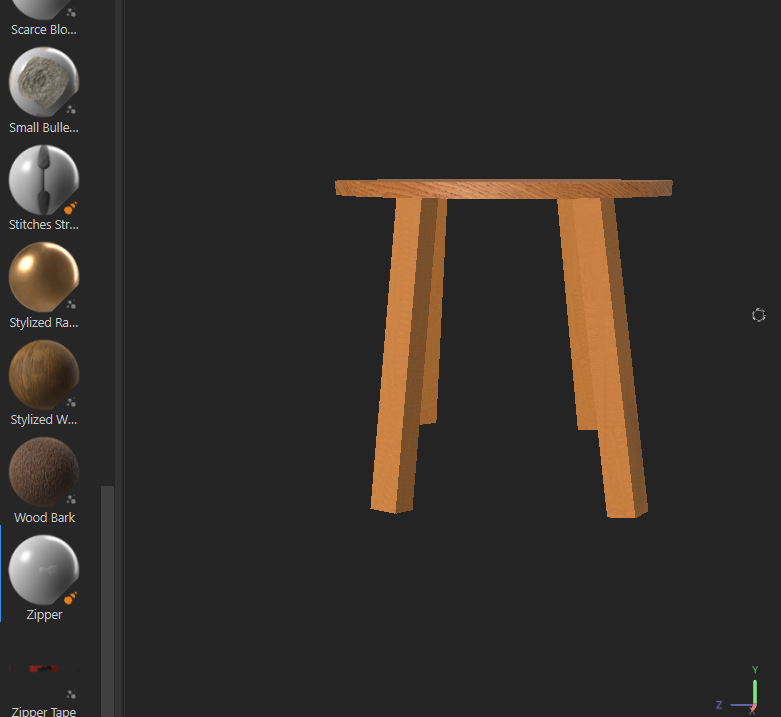 Scarce Blo...
Small Bulle...
Stitches Str...
Stylized Ra...
Stylized W...
Wood Bark
Zipper
Zipper Tape
Y
Z
X